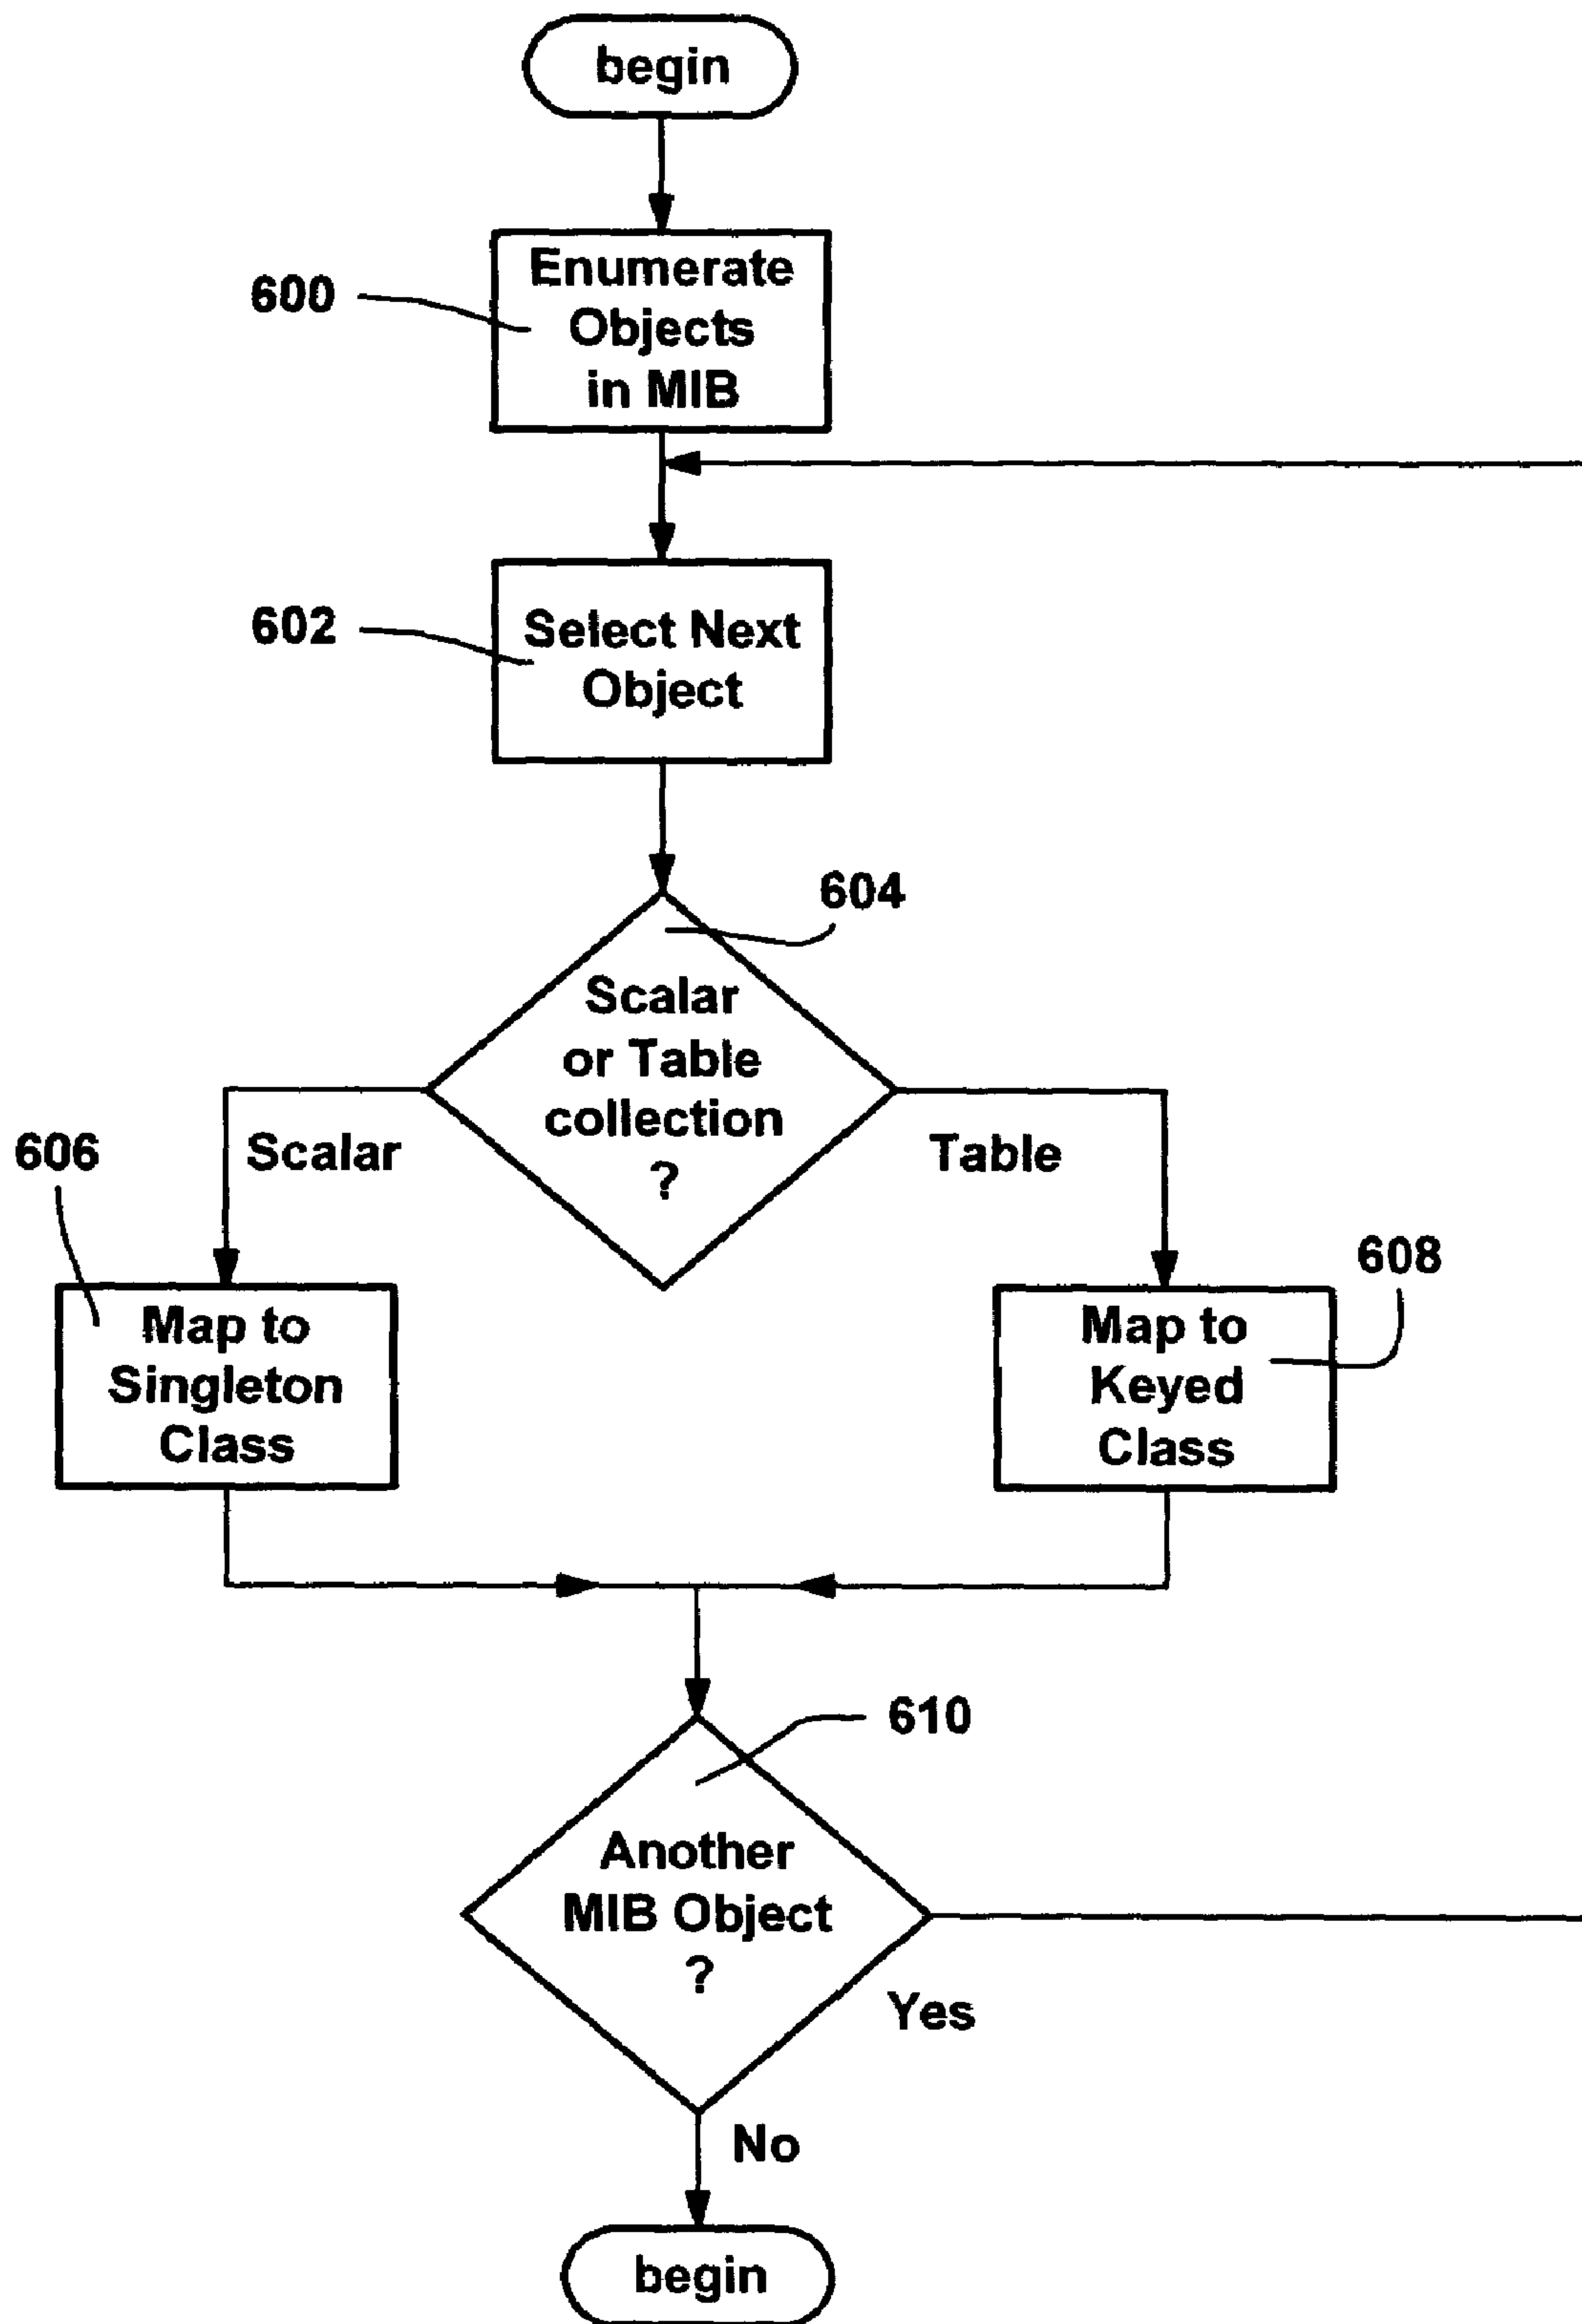 begin
600
Enumerate
Objects
in MIB
602
Select Next
Object
604
Scalar
or Table
collection
?
606
Scalar
Table
608
Map to
Singleton
Class
Map to
Keyed
Class
610
Another
MIB Object
?
Yes
No
begin